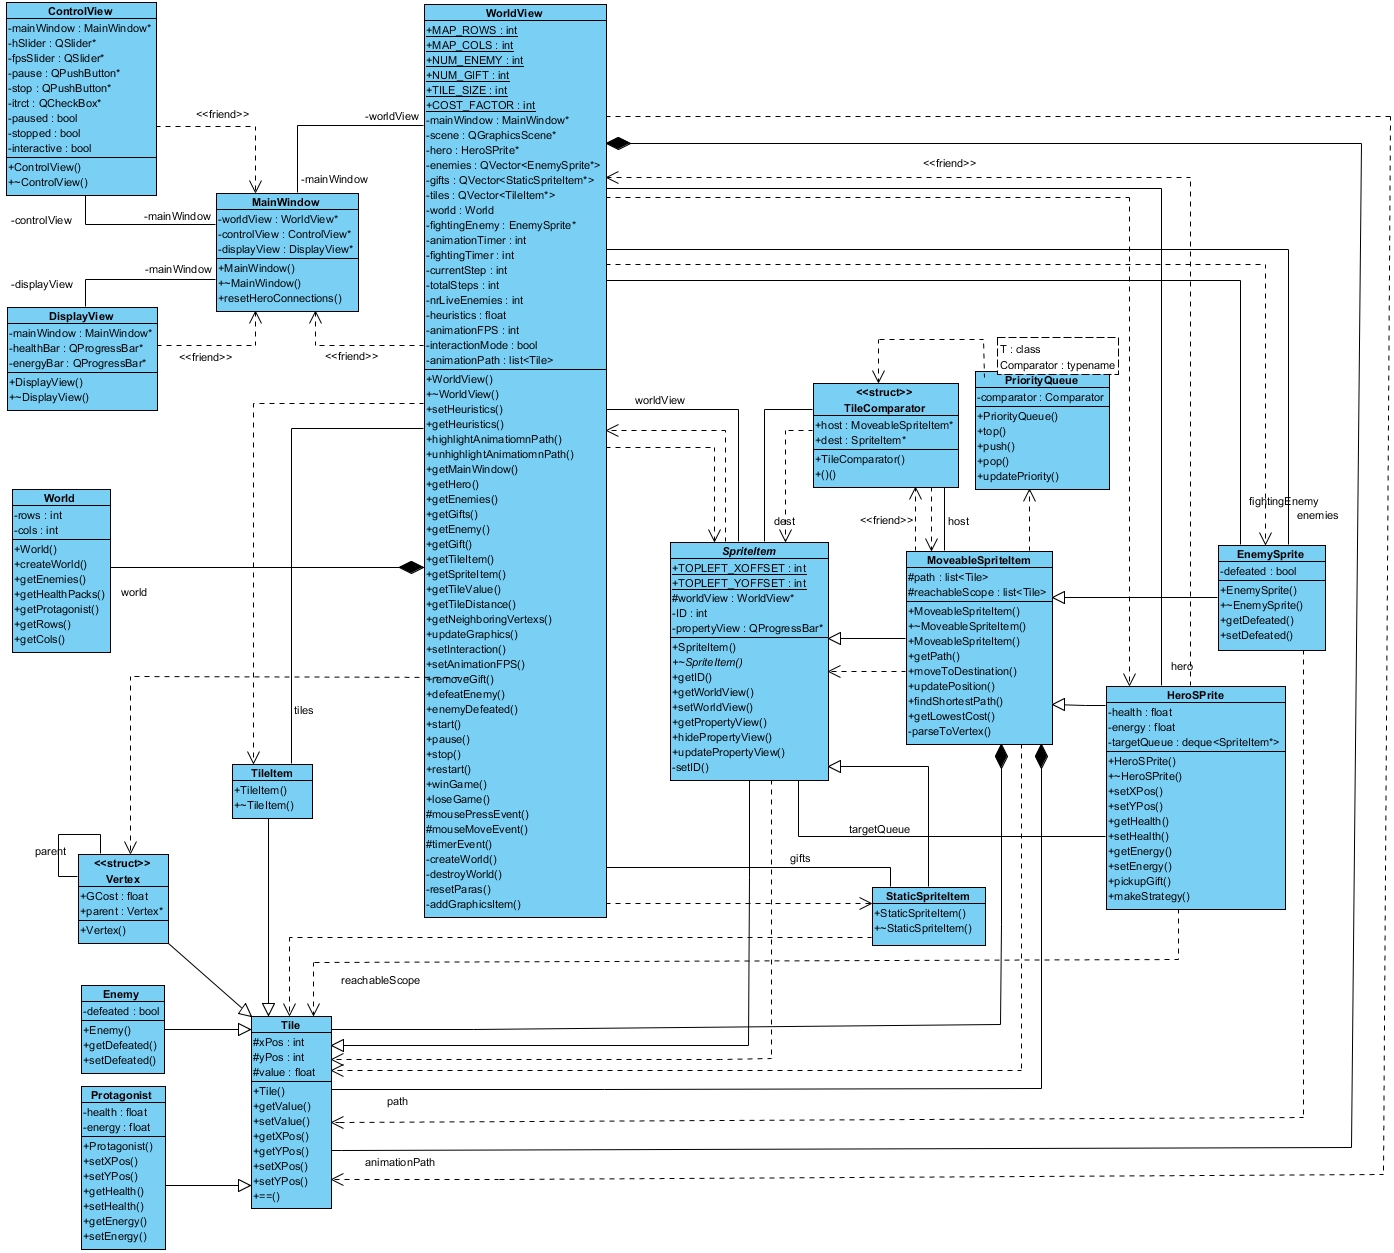 ControlView
-mainWindow : MainWindow*
-hSlider : QSlider*
-fpsSlider : QSlider*
-pause : QPushButton*
-stop : QPushButton*
-itrct : QCheckBox*
-paused : bool
-stopped : bool
-interactive : bool
+ControlView()
+~ControlView()
<<friend>>
-worldView
-mainWindow
-controlView
-mainWindow
MainWindow
-worldView : WorldView*
-controlView : ControlView*
-displayView : DisplayView*
+MainWindow()
+~MainWindow()
+resetHeroConnections()
-mainWindow
-displayView
DisplayView
-mainWindow : MainWindow*
-healthBar : QProgressBar*
-energyBar : QProgressBar*
+DisplayView()
+~DisplayView()
<<friend>>
<<friend>>
WorldView
+MAP_ROWS : int
+MAP_COLS : int
+NUM_ENEMY : int
+NUM_GIFT : int
+TILE_SIZE : int
+COST_FACTOR : int
-mainWindow : MainWindow*
-scene : QGraphicsScene*
-hero : HeroSPrite*
-enemies : QVector<EnemySprite*>
-gifts : QVector<StaticSpriteItem*>
-tiles : QVector<TileItem*>
-world : World
-fightingEnemy : EnemySprite*
-animationTimer : int
-fightingTimer : int
-currentStep : int
-totalSteps : int
-nrLiveEnemies : int
-heuristics : float
-animationFPS : int
-interactionMode : bool
-animationPath : list<Tile>
+WorldView()
+~WorldView()
+setHeuristics()
+getHeuristics()
+highlightAnimatiomnPath()
+unhighlightAnimatiomnPath()
+getMainWindow()
+getHero()
+getEnemies()
+getGifts()
+getEnemy()
+getGift()
+getTileItem()
+getSpriteItem()
+getTileValue()
+getTileDistance()
+getNeighboringVertexs()
+updateGraphics()
+setInteraction()
+setAnimationFPS()
+removeGift()
+defeatEnemy()
+enemyDefeated()
+start()
+pause()
+stop()
+restart()
+winGame()
+loseGame()
#mousePressEvent()
#mouseMoveEvent()
#timerEvent()
-createWorld()
-destroyWorld()
-resetParas()
-addGraphicsItem()
<<friend>>
T : class
Comparator : typename
PriorityQueue
-comparator : Comparator
+PriorityQueue()
+top()
+push()
+pop()
+updatePriority()
<<struct>>
TileComparator
+host : MoveableSpriteItem*
+dest : SpriteItem*
+TileComparator()
+()()
worldView
dest
<<friend>>
host
fightingEnemy
enemies
World
-rows : int
-cols : int
+World()
+createWorld()
+getEnemies()
+getHealthPacks()
+getProtagonist()
+getRows()
+getCols()
world
SpriteItem
+TOPLEFT_XOFFSET : int
+TOPLEFT_YOFFSET : int
#worldView : WorldView*
-ID : int
-propertyView : QProgressBar*
+SpriteItem()
+~SpriteItem()
+getID()
+getWorldView()
+setWorldView()
+getPropertyView()
+hidePropertyView()
+updatePropertyView()
-setID()
MoveableSpriteItem
#path : list<Tile>
#reachableScope : list<Tile>
+MoveableSpriteItem()
+~MoveableSpriteItem()
+MoveableSpriteItem()
+getPath()
+moveToDestination()
+updatePosition()
+findShortestPath()
+getLowestCost()
-parseToVertex()
EnemySprite
-defeated : bool
+EnemySprite()
+~EnemySprite()
+getDefeated()
+setDefeated()
hero
HeroSPrite
-health : float
-energy : float
-targetQueue : deque<SpriteItem*>
+HeroSPrite()
+~HeroSPrite()
+setXPos()
+setYPos()
+getHealth()
+setHealth()
+getEnergy()
+setEnergy()
+pickupGift()
+makeStrategy()
tiles
TileItem
+TileItem()
+~TileItem()
targetQueue
gifts
parent
<<struct>>
Vertex
+GCost : float
+parent : Vertex*
+Vertex()
StaticSpriteItem
+StaticSpriteItem()
+~StaticSpriteItem()
reachableScope
Enemy
-defeated : bool
+Enemy()
+getDefeated()
+setDefeated()
Tile
#xPos : int
#yPos : int
#value : float
+Tile()
+getValue()
+setValue()
+getXPos()
+getYPos()
+setXPos()
+setYPos()
+==()
path
animationPath
Protagonist
-health : float
-energy : float
+Protagonist()
+setXPos()
+setYPos()
+getHealth()
+setHealth()
+getEnergy()
+setEnergy()